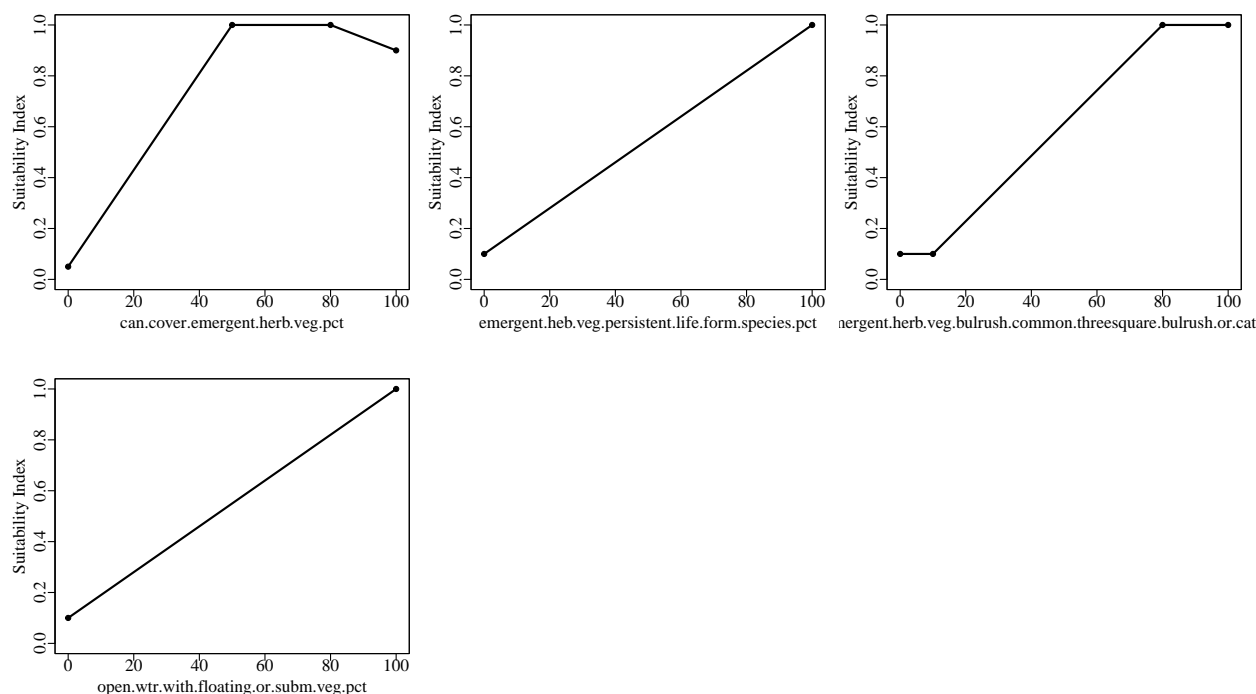 Suitability Index
0.0 0.2 0.4 0.6 0.8 1.0
0 20 40 60 80 100
can.cover.emergent.herb.veg.pct
Suitability Index
0.0 0.2 0.4 0.6 0.8 1.0
0 20 40 60 80 100
emergent.heb.veg.persistent.life.form.species.pct
Suitability Index
0.0 0.2 0.4 0.6 0.8 1.0
0 20 40 60 80 100
nergent.herb.veg.bulrush.common.threesquare.bulrush.or.cat
Suitability Index
0.0 0.2 0.4 0.6 0.8 1.0
0 20 40 60 80 100
open.wtr.with.floating.or.subm.veg.pct